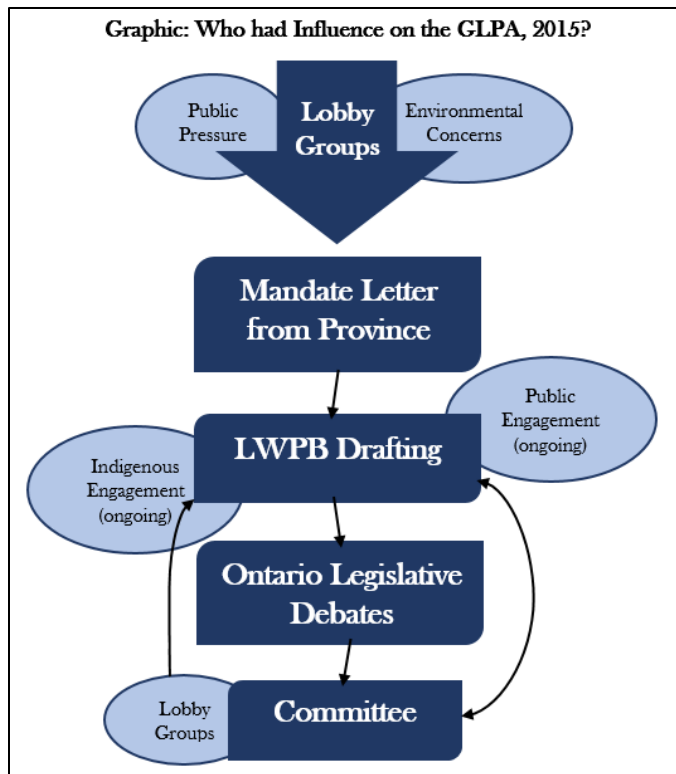 Graphic: Who had Influence on the GLPA, 2015?
Public
Pressure
Lobby
Groups
Environmental
Concerns
Mandate Letter
from Province
Public
Engagement
(ongoing)
LWPB Drafting
Indigenous
Engagement
(ongoing)
Ontario Legislative
Debates
Lobby
Groups
Committee